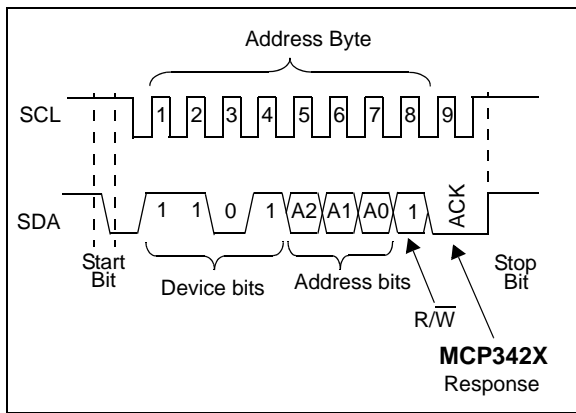 Address Byte
SCL 1 2 3 4 5 6 7 8 9
SDA 1 1 0 1 A2 A1 A0 1 ACK
Start Bit
Device bits
Address bits
Stop Bit
R/W̅
MCP342X
Response